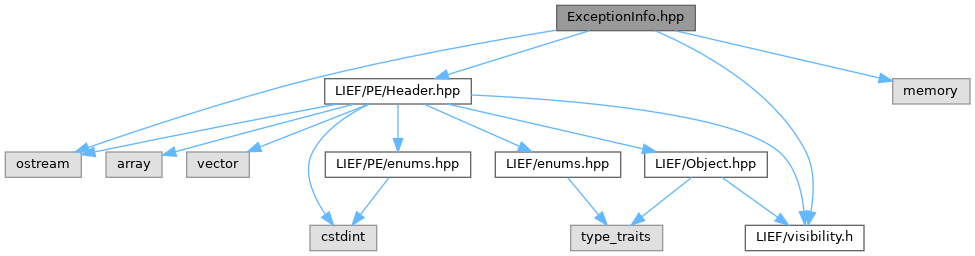 ExceptionInfo.hpp
LIEF/PE/Header.hpp
memory
ostream
array
vector
LIEF/PE/enums.hpp
LIEF/enums.hpp
LIEF/Object.hpp
cstdint
type_traits
LIEF/visibility.h